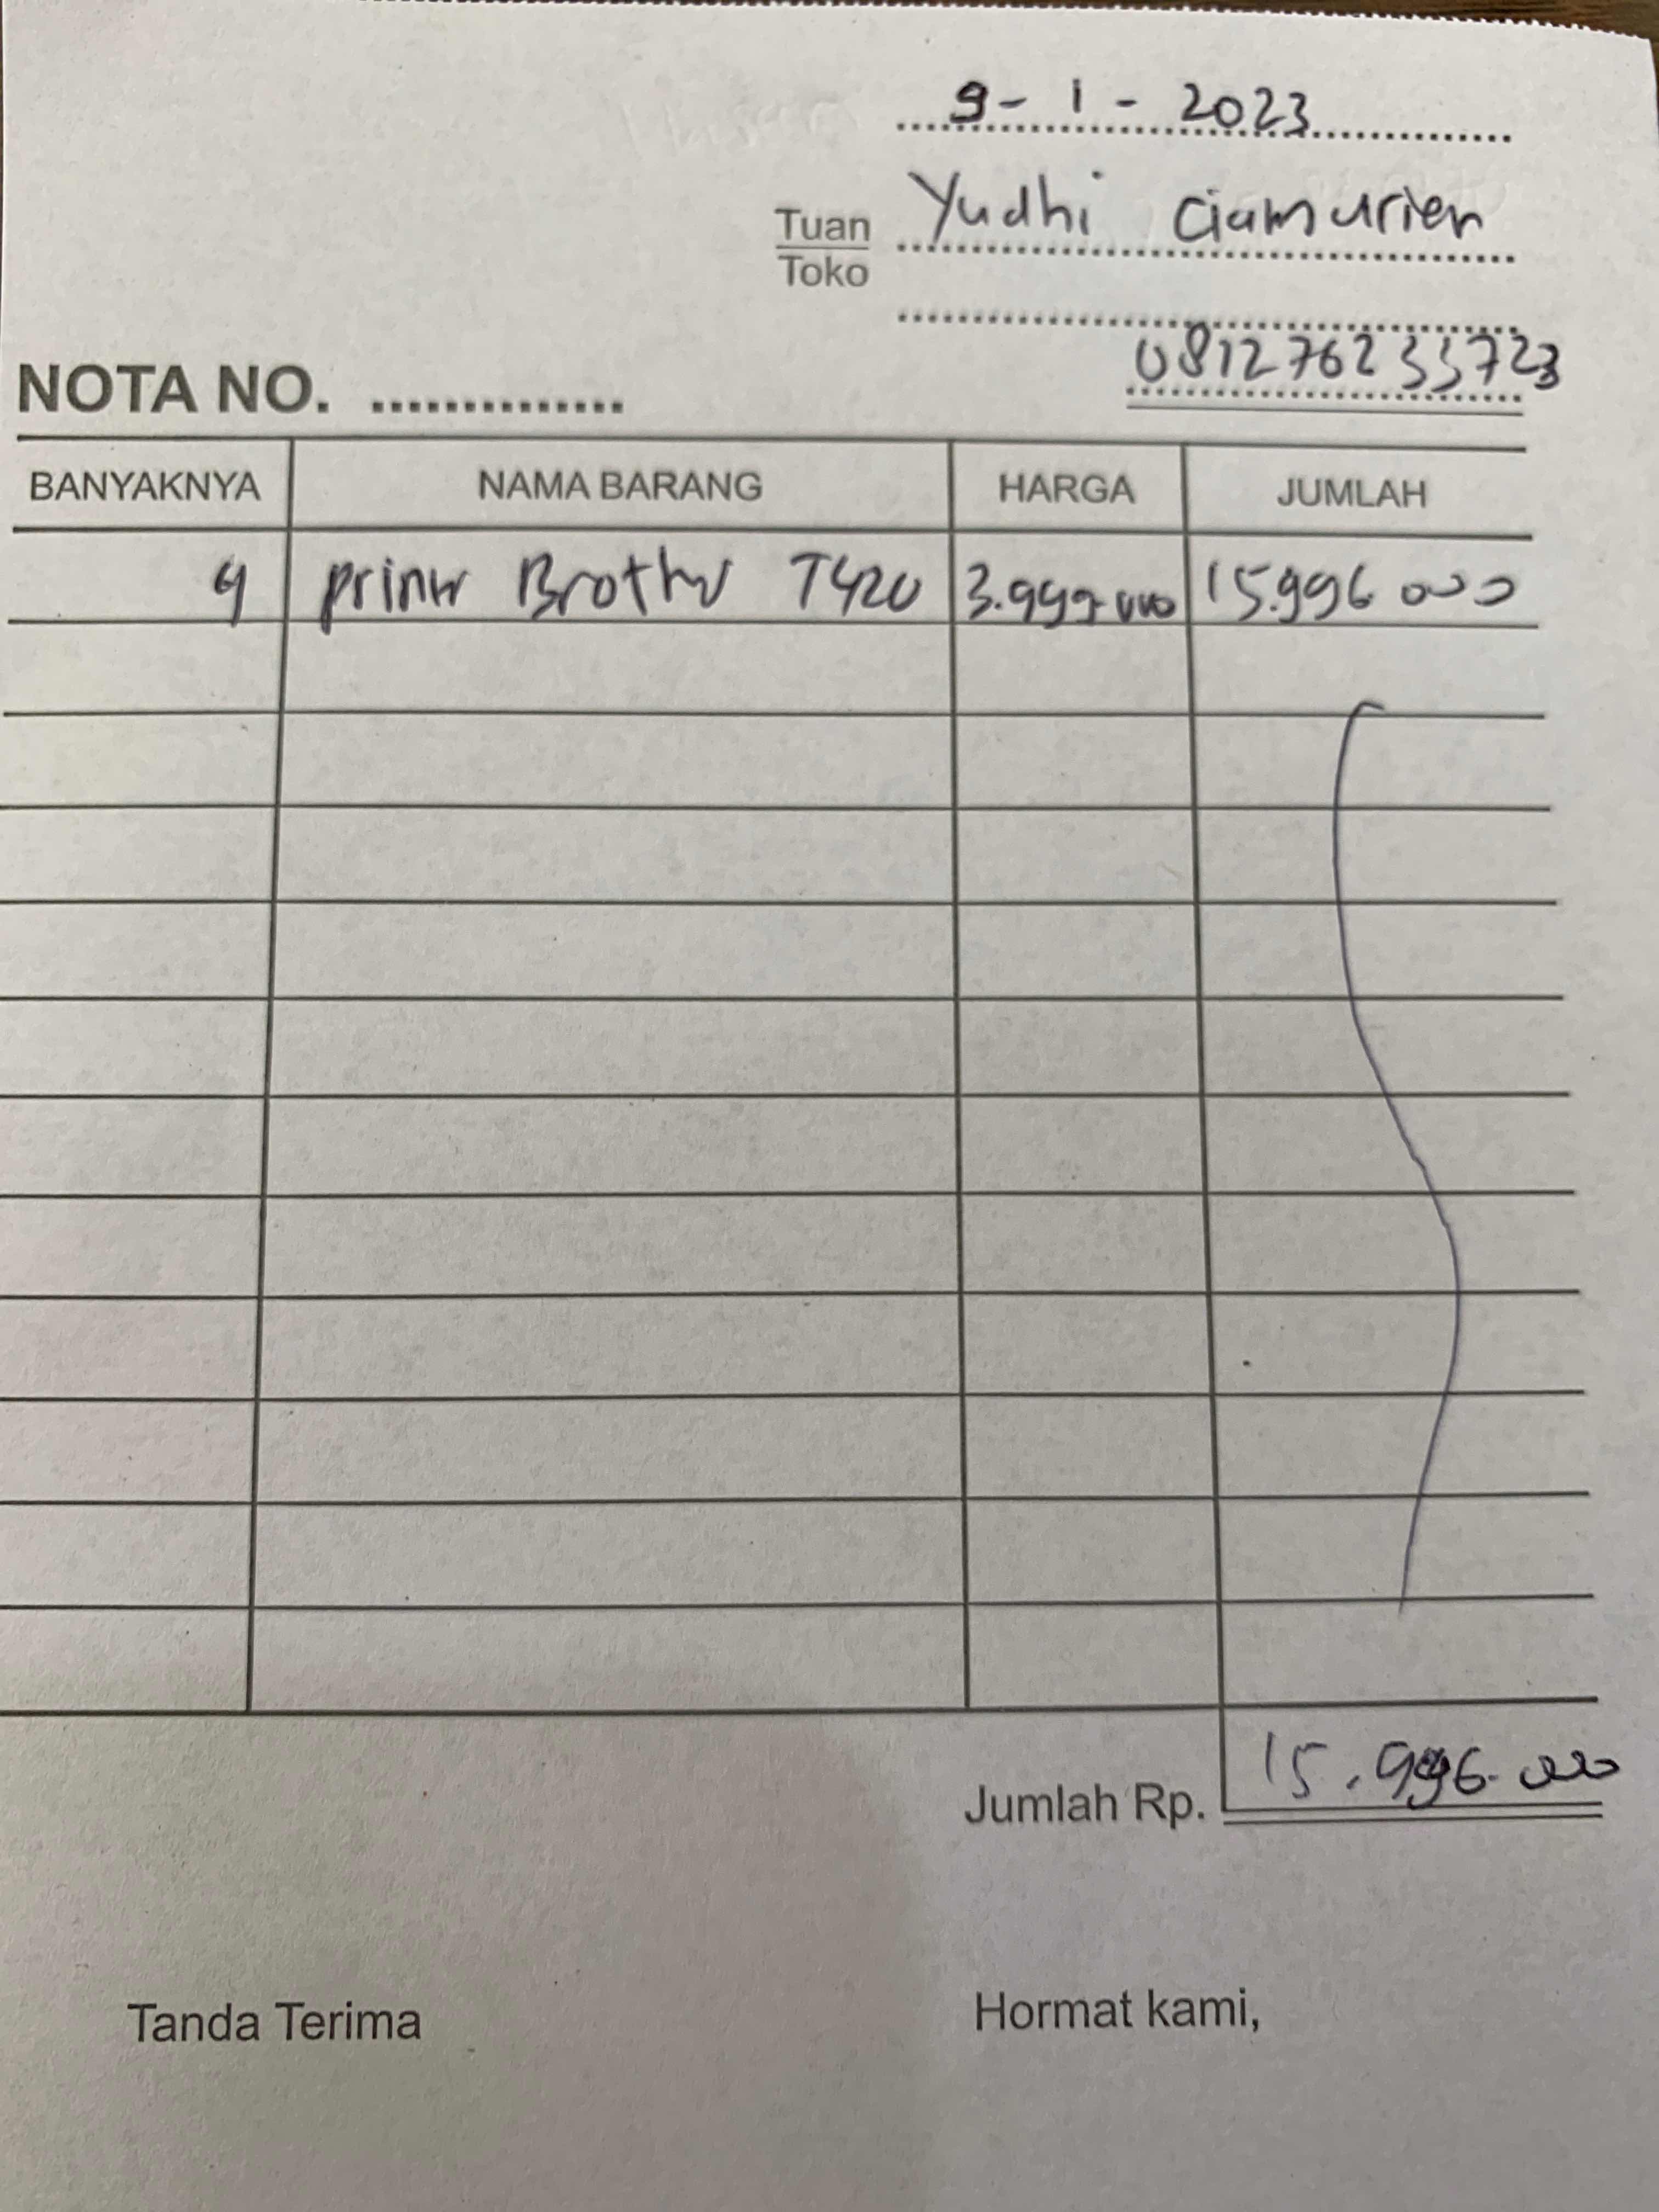 9 - 1 - 2023
Tuan Yudhi
Toko
081276233723
NOTA NO. ..............
BANYAKNYA NAMA BARANG HARGA JUMLAH
4 Brother T420 3.999.000 15.996 000
Jumlah Rp. 15.996.000
Tanda Terima Hormat kami,